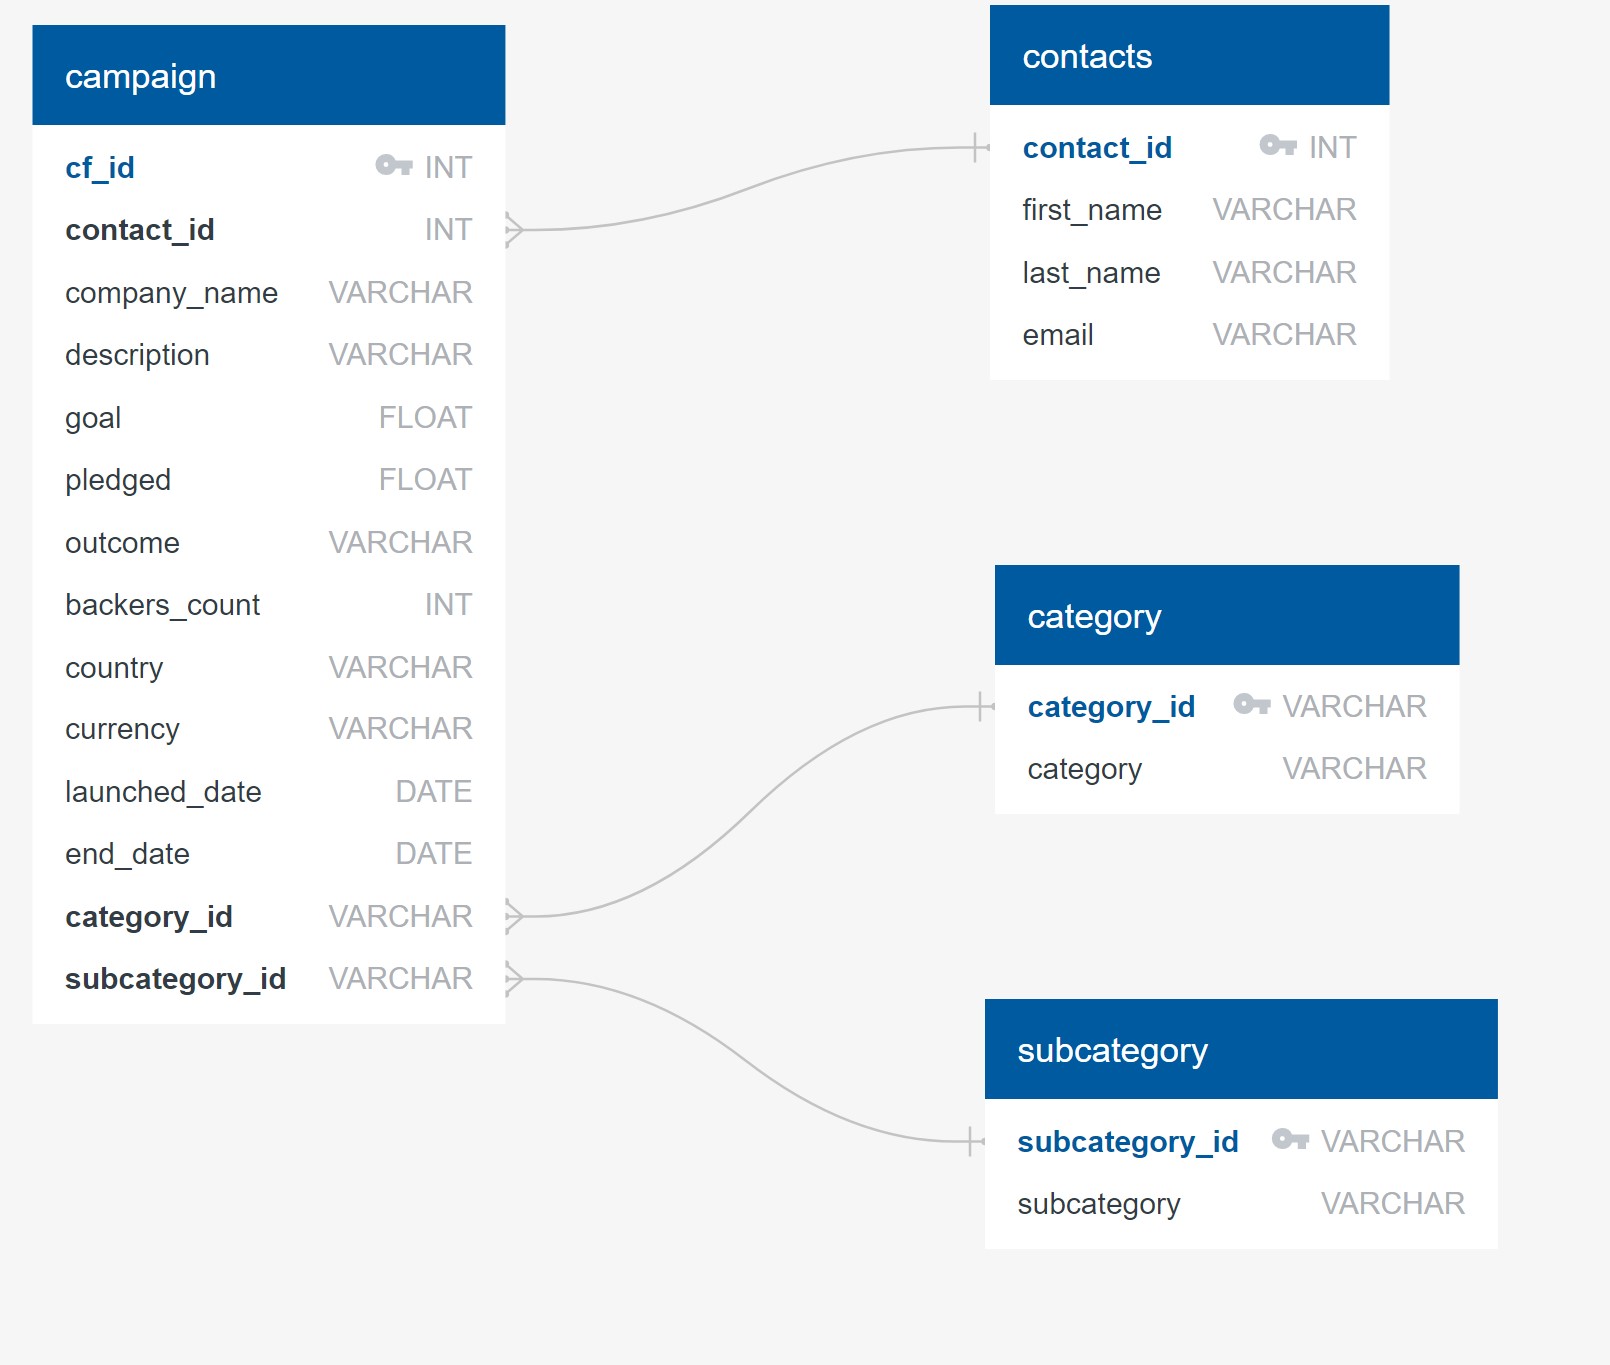 campaign
cf_id INT
contact_id INT
company_name VARCHAR
description VARCHAR
goal FLOAT
pledged FLOAT
outcome VARCHAR
backers_count INT
country VARCHAR
currency VARCHAR
launched_date DATE
end_date DATE
category_id VARCHAR
subcategory_id VARCHAR
contacts
contact_id INT
first_name VARCHAR
last_name VARCHAR
email VARCHAR
category
category_id VARCHAR
category VARCHAR
subcategory
subcategory_id VARCHAR
subcategory VARCHAR